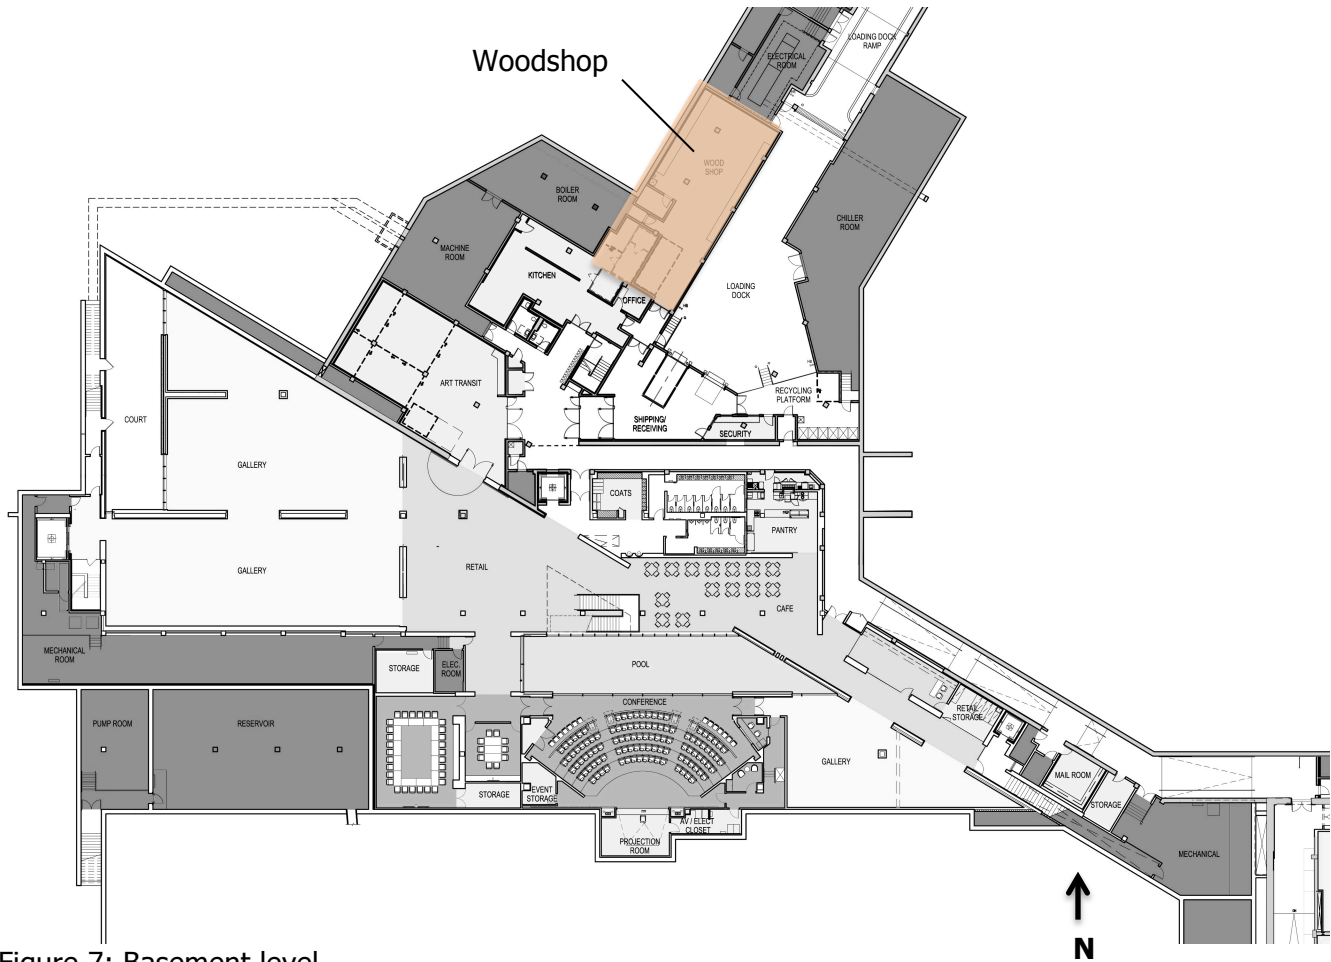 LOADING DOCK
RAMP
Woodshop
ELECTRICAL
ROOM
WOOD
SHOP
BOILER
ROOM
CHILLER
ROOM
MACHINE
ROOM
KITCHEN
LOADING
DOCK
OFFICE
ART TRANSIT
RECYCLING
PLATFORM
COURT
SHIPPING/
RECEIVING
SECURITY
GALLERY
COATS
PANTRY
GALLERY
RETAIL
CAFE
MECHANICAL
ROOM
STORAGE
ELEC.
ROOM
POOL
CONFERENCE
RETAIL
STORAGE
PUMP ROOM
RESERVOIR
GALLERY
MAIL ROOM
STORAGE
EVENT
STORAGE
STORAGE
AV / ELECT
CLOSET
PROJECTION
ROOM
MECHANICAL
N
Figure 7: Basement level